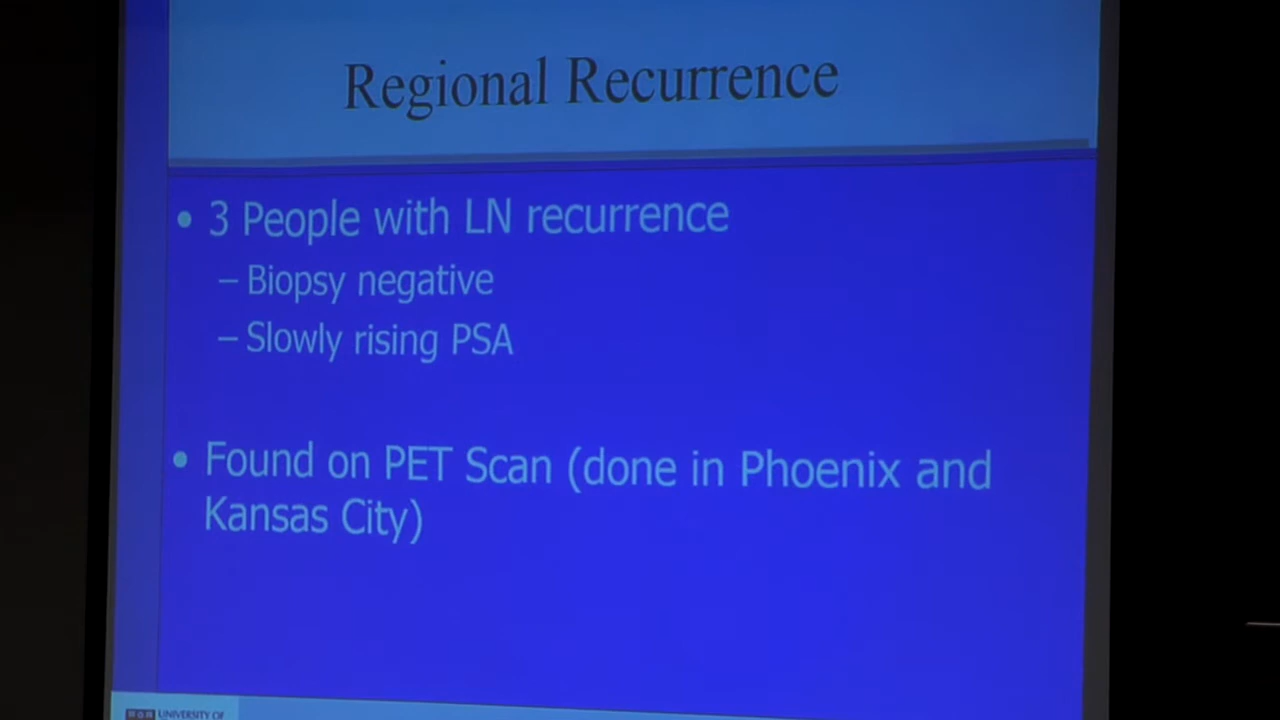 Regional Recurrence
• 3 People with LN recurrence
– Biopsy negative
– Slowly rising PSA
• Found on PET Scan (done in Phoenix and
Kansas City)
UNIVERSITY OF